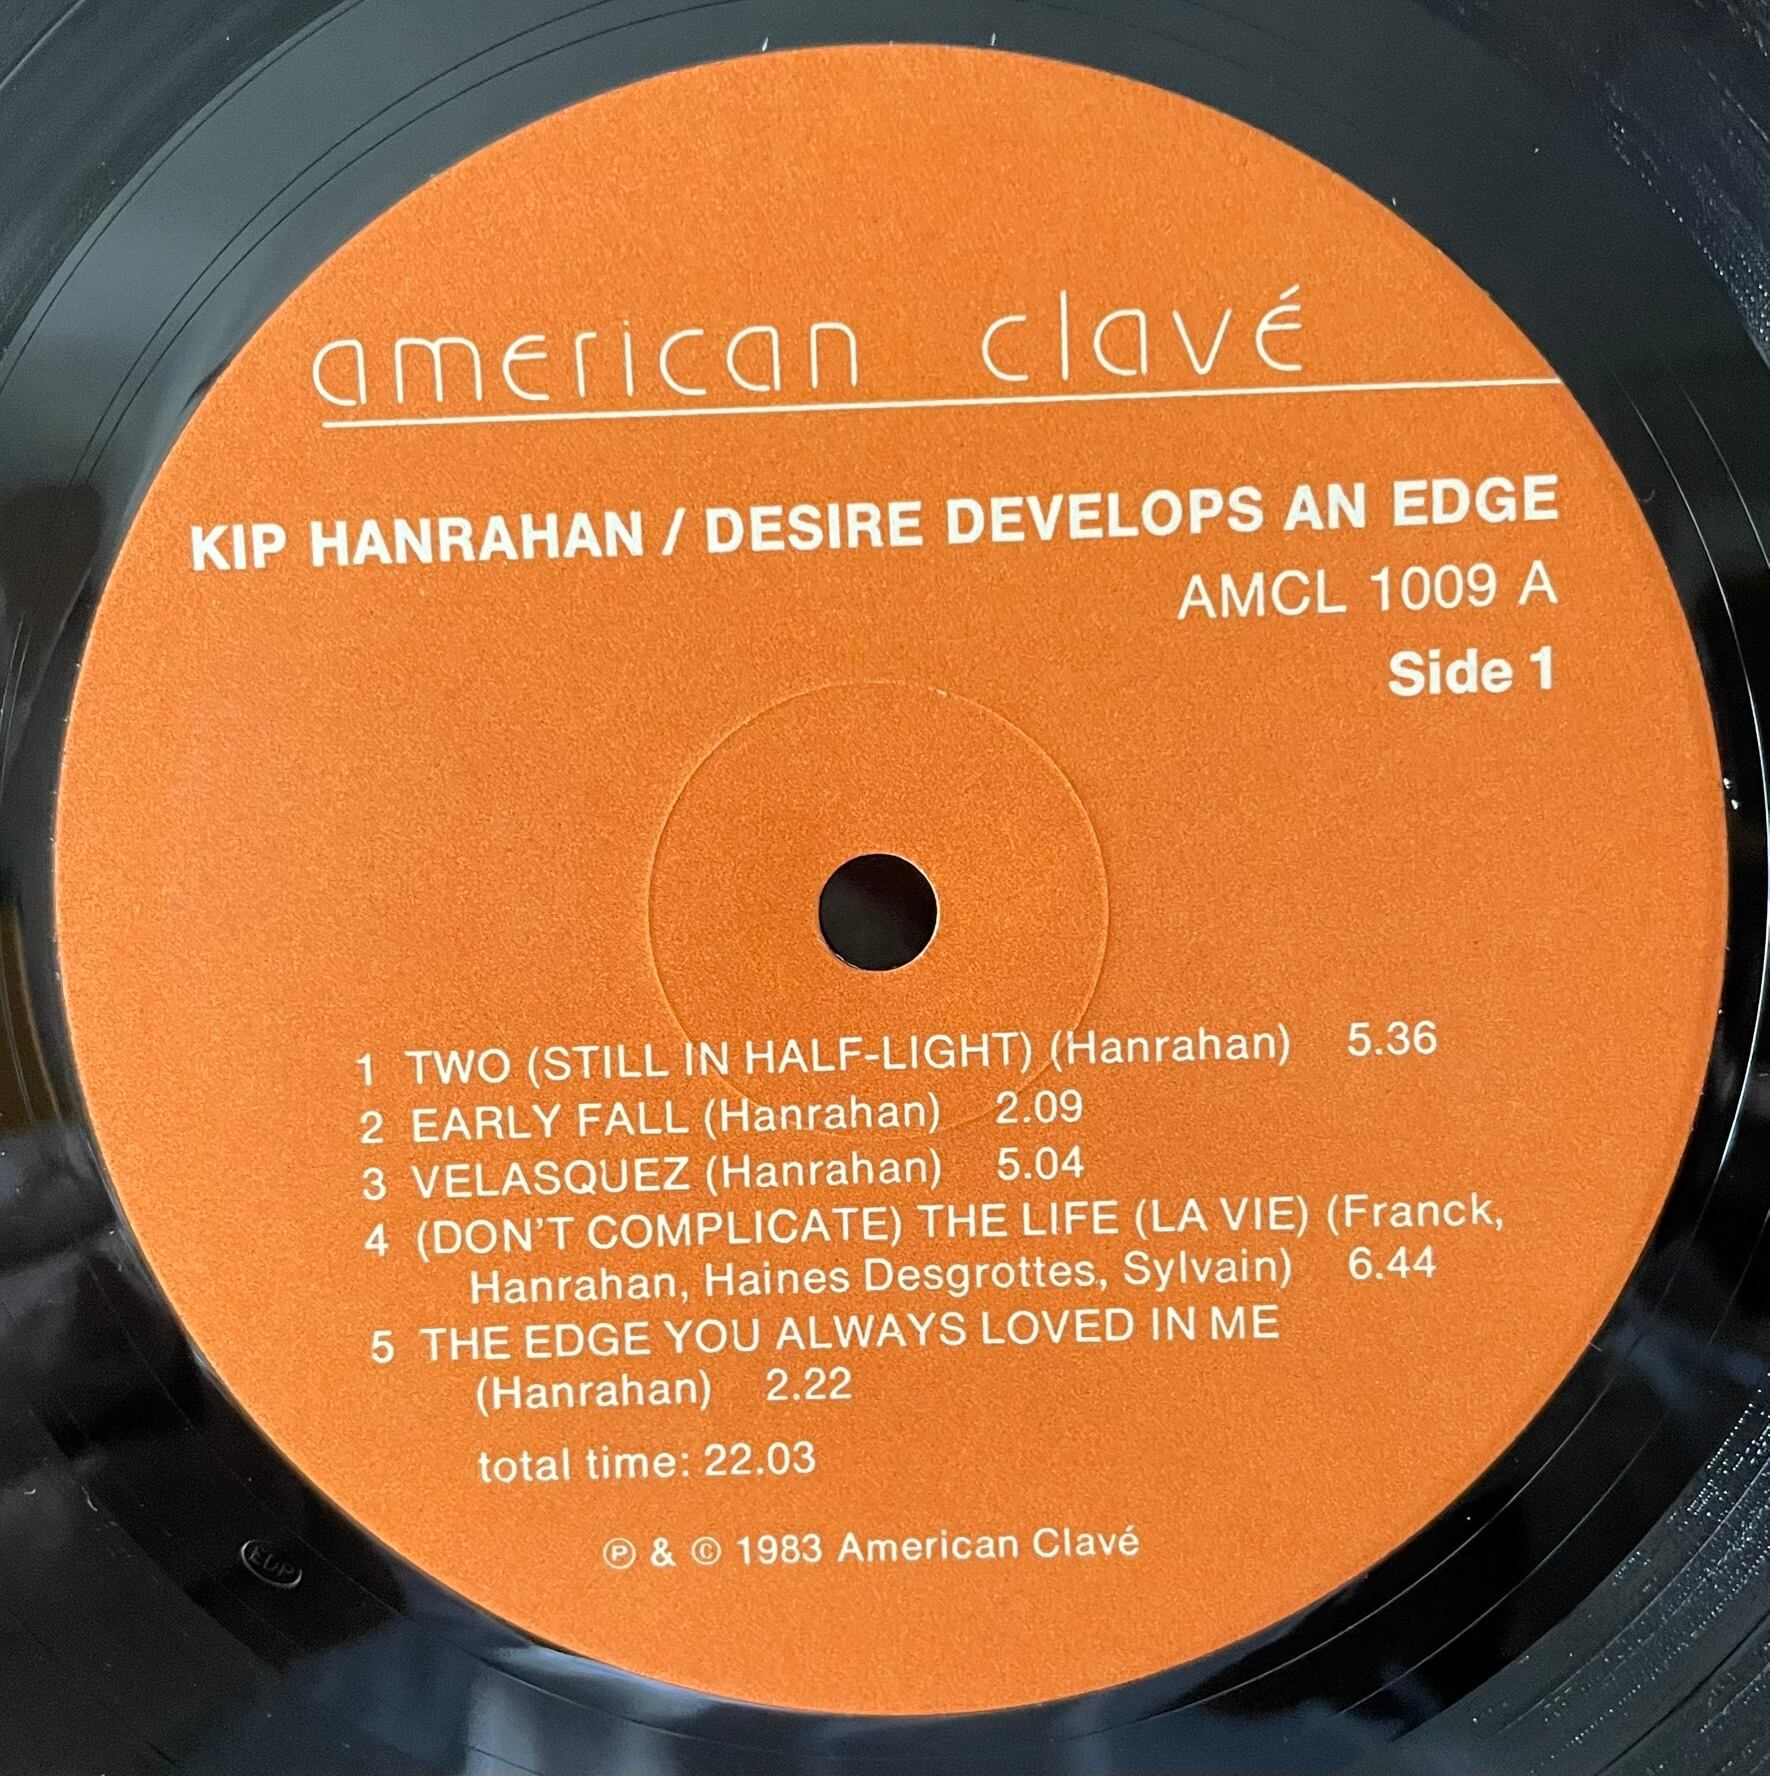 american clavé
KIP HANRAHAN / DESIRE DEVELOPS AN EDGE
AMCL 1009 A
Side 1
1 TWO (STILL IN HALF-LIGHT) (Hanrahan) 5.36
2 EARLY FALL (Hanrahan) 2.09
3 VELASQUEZ (Hanrahan) 5.04
4 (DON'T COMPLICATE) THE LIFE (LA VIE) (Franck,
Hanrahan, Haines Desgrottes, Sylvain) 6.44
5 THE EDGE YOU ALWAYS LOVED IN ME
(Hanrahan) 2.22
total time: 22.03
℗ & © 1983 American Clavé
EDP